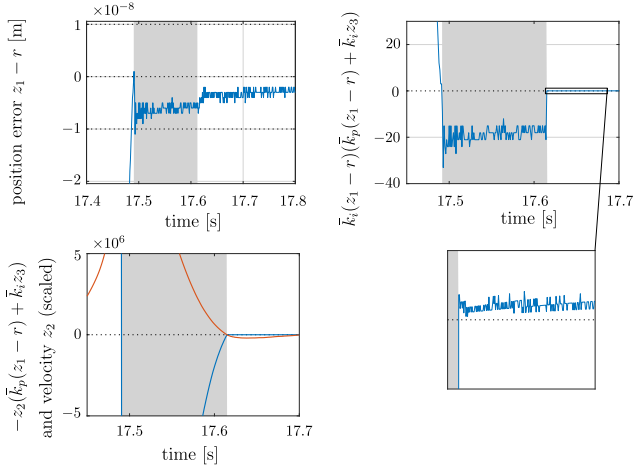 ×10⁻⁸
position error z₁ − r [m]
1
0
−1
−2
17.4 17.5 17.6 17.7 17.8
time [s]
k̄ᵢ(z₁ − r)(k̄ₚ(z₁ − r) + k̄ᵢz₃)
20
0
−20
−40
17.5 17.6 17.7
time [s]
×10⁶
−z₂(k̄ₚ(z₁ − r) + k̄ᵢz₃)
and velocity z₂ (scaled)
5
0
−5
17.5 17.6 17.7
time [s]